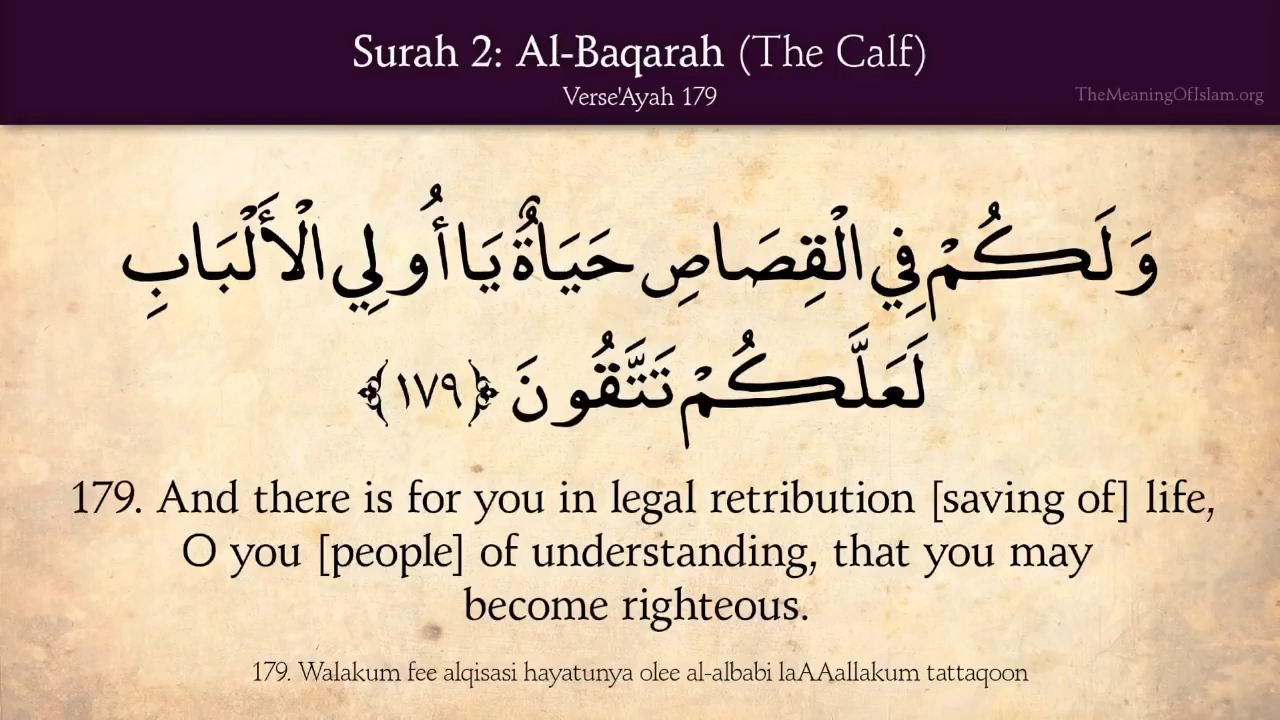 Surah 2: Al-Baqarah (The Calf)
Verse'Ayah 179
TheMeaningOfIslam.org
وَلَكُمْ فِي الْقِصَاصِ حَيَاةٌ يَا أُولِي الْأَلْبَابِ
لَعَلَّكُمْ تَتَّقُونَ ﴿١٧٩﴾
179. And there is for you in legal retribution [saving of] life,
O you [people] of understanding, that you may
become righteous.
179. Walakum fee alqisasi hayatunya olee al-albabi laAAallakum tattaqoon